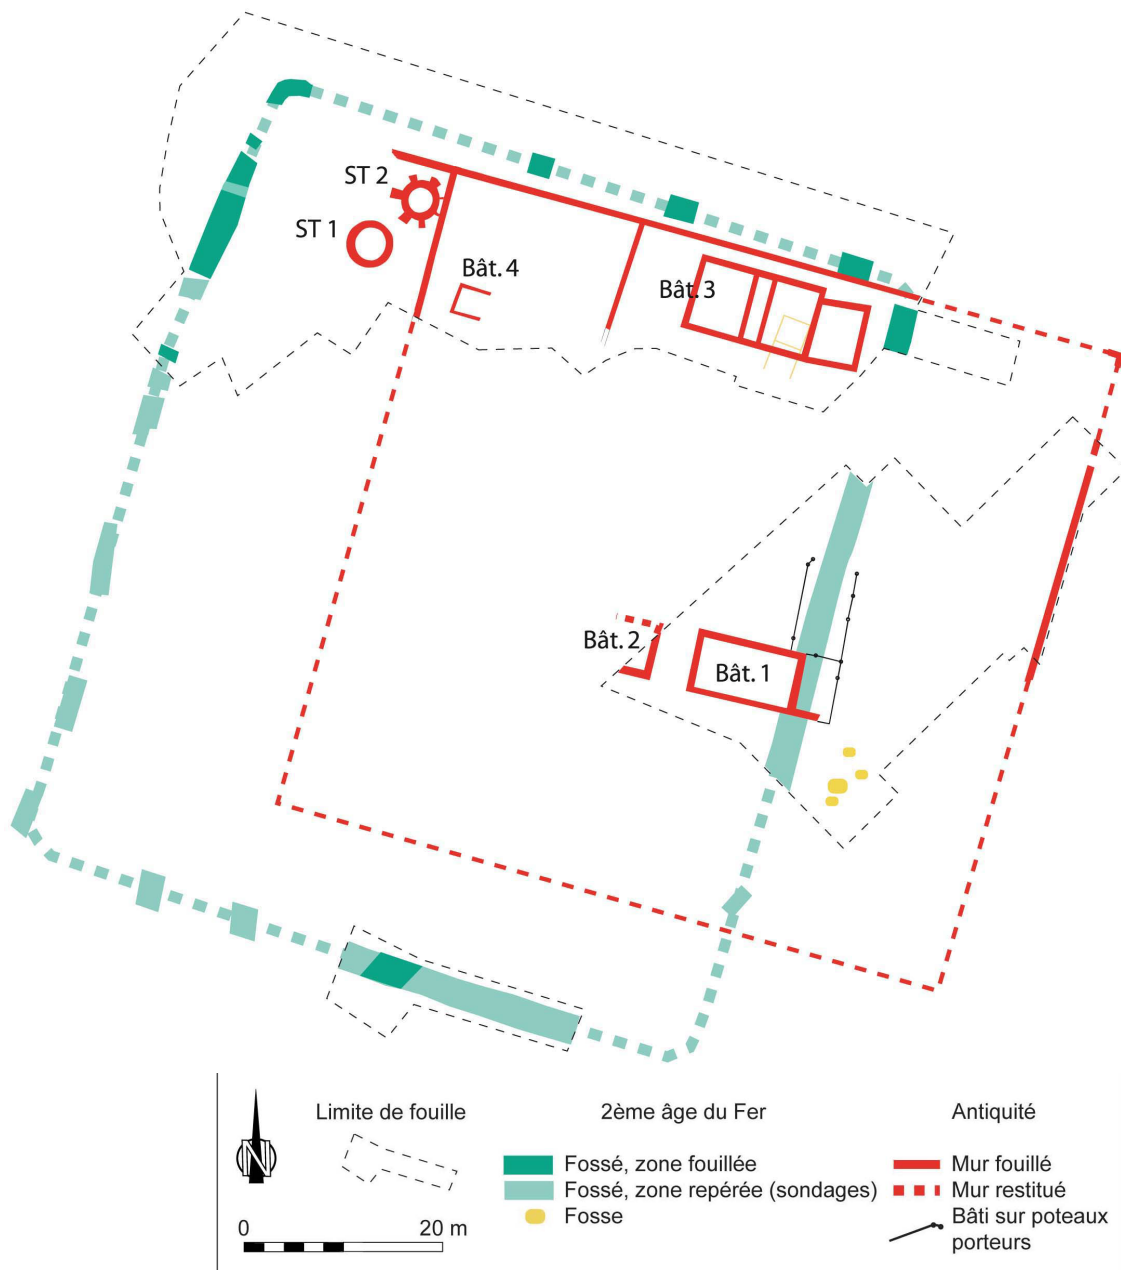 ST 2
ST 1
Bât. 4
Bât. 3
Bât. 2
Bât. 1
Limite de fouille
2ème âge du Fer
Antiquité
N
Fossé, zone fouillée
Mur fouillé
Fossé, zone repérée (sondages)
Mur restitué
Fosse
Bâti sur poteaux
porteurs
0
20 m